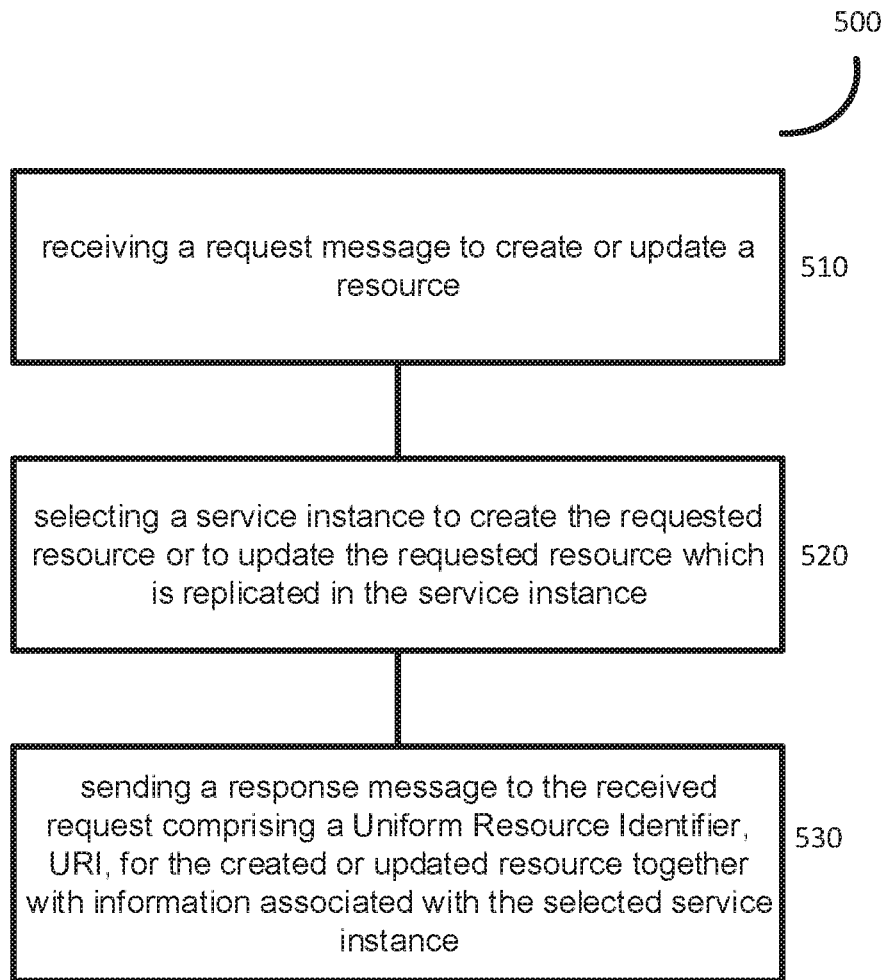 500
receiving a request message to create or update a
resource
510
selecting a service instance to create the requested
resource or to update the requested resource which
is replicated in the service instance
520
sending a response message to the received
request comprising a Uniform Resource Identifier,
URI, for the created or updated resource together
with information associated with the selected service
instance
530